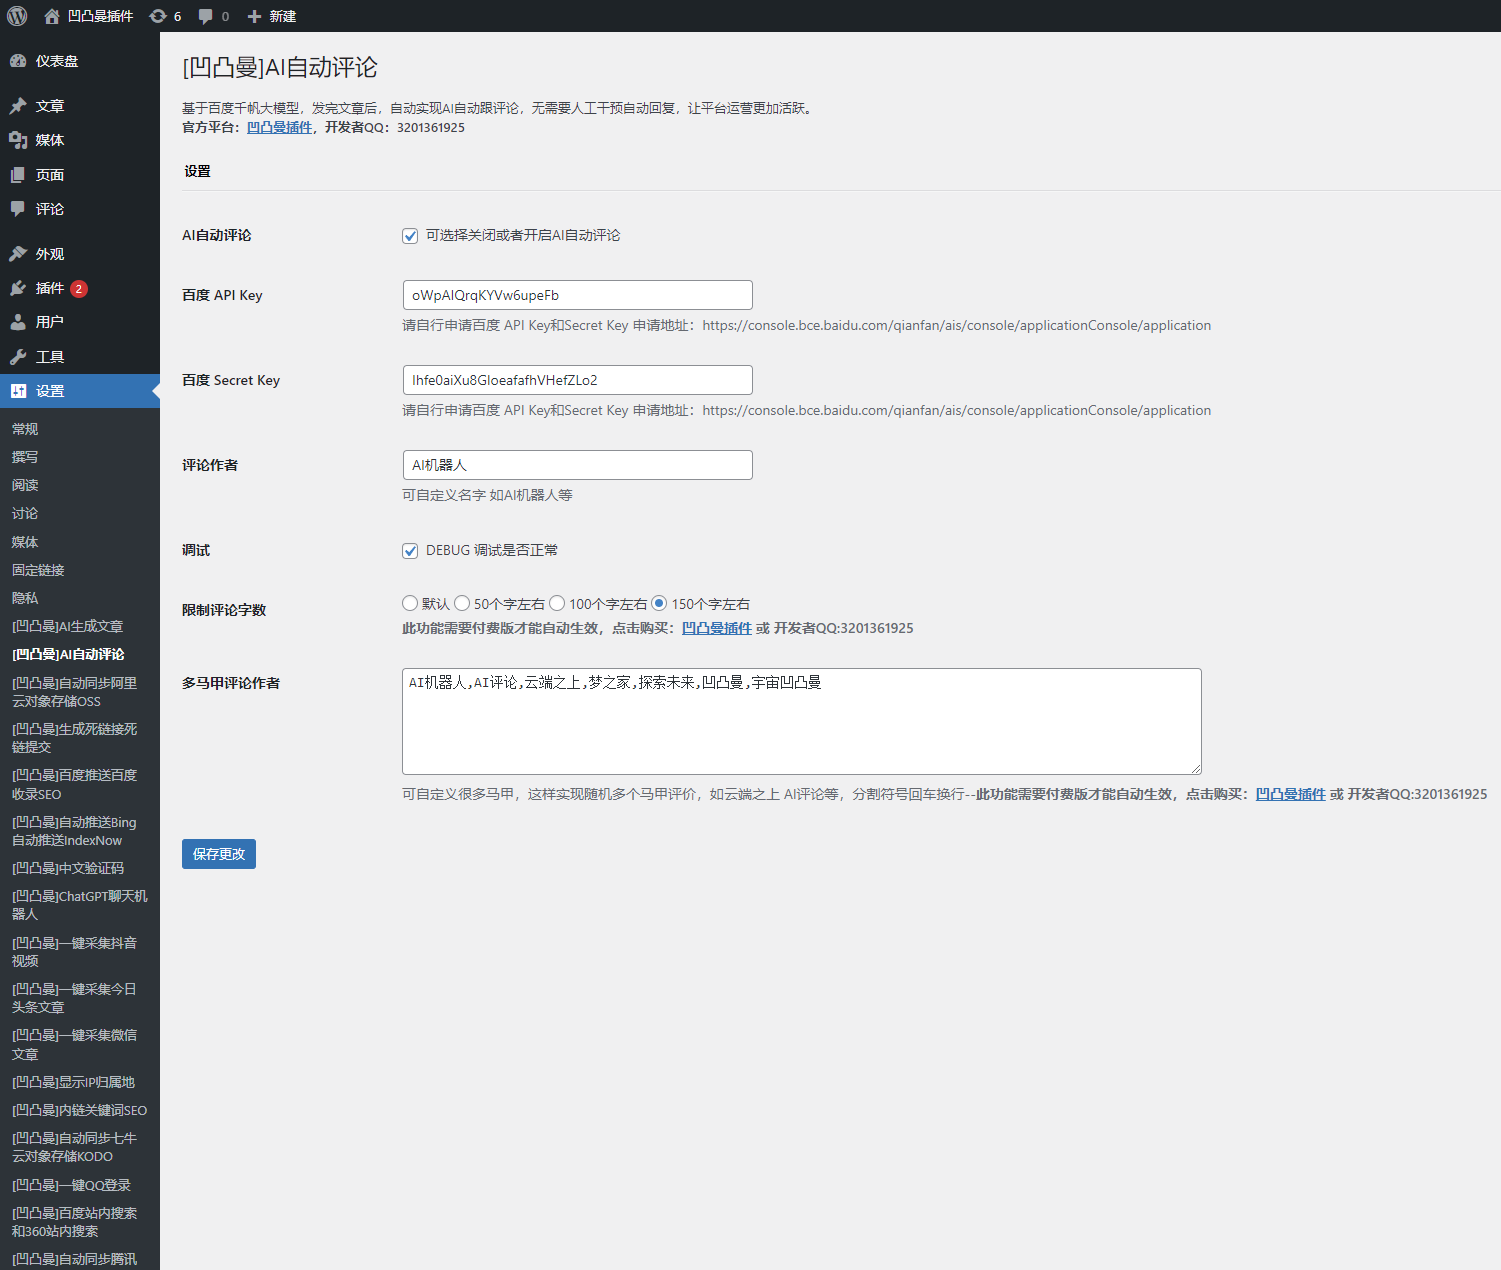 凹凸曼插件 6 0 新建
仪表盘
文章
媒体
页面
评论
外观
插件 2
用户
工具
设置
常规
撰写
阅读
讨论
媒体
固定链接
隐私
[凹凸曼]AI生成文章
[凹凸曼]AI自动评论
[凹凸曼]自动同步阿里
云对象存储OSS
[凹凸曼]生成死链接死
链提交
[凹凸曼]百度推送百度
收录SEO
[凹凸曼]自动推送Bing
自动推送IndexNow
[凹凸曼]中文验证码
[凹凸曼]ChatGPT聊天机
器人
[凹凸曼]一键采集抖音
视频
[凹凸曼]一键采集今日
头条文章
[凹凸曼]一键采集微信
文章
[凹凸曼]显示IP归属地
[凹凸曼]内链关键词SEO
[凹凸曼]自动同步七牛
云对象存储KODO
[凹凸曼]一键QQ登录
[凹凸曼]百度站内搜索
和360站内搜索
[凹凸曼]自动同步腾讯
[凹凸曼]AI自动评论
基于百度千帆大模型，发完文章后，自动实现AI自动跟评论，无需要人工干预自动回复，让平台运营更加活跃。
官方平台：凹凸曼插件，开发者QQ：3201361925
设置
AI自动评论 可选择关闭或者开启AI自动评论
百度 API Key oWpAlQrqKYVw6upeFb
请自行申请百度 API Key和Secret Key 申请地址：https://console.bce.baidu.com/qianfan/ais/console/applicationConsole/application
百度 Secret Key Ihfe0aiXu8GloeafafhVHefZLo2
请自行申请百度 API Key和Secret Key 申请地址：https://console.bce.baidu.com/qianfan/ais/console/applicationConsole/application
评论作者 AI机器人
可自定义名字 如AI机器人等
调试 DEBUG 调试是否正常
限制评论字数 默认 50个字左右 100个字左右 150个字左右
此功能需要付费版才能自动生效，点击购买：凹凸曼插件 或 开发者QQ:3201361925
多马甲评论作者 AI机器人,AI评论,云端之上,梦之家,探索未来,凹凸曼,宇宙凹凸曼
可自定义很多马甲，这样实现随机多个马甲评价，如云端之上 AI评论等，分割符号回车换行--此功能需要付费版才能自动生效，点击购买：凹凸曼插件 或 开发者QQ:3201361925
保存更改